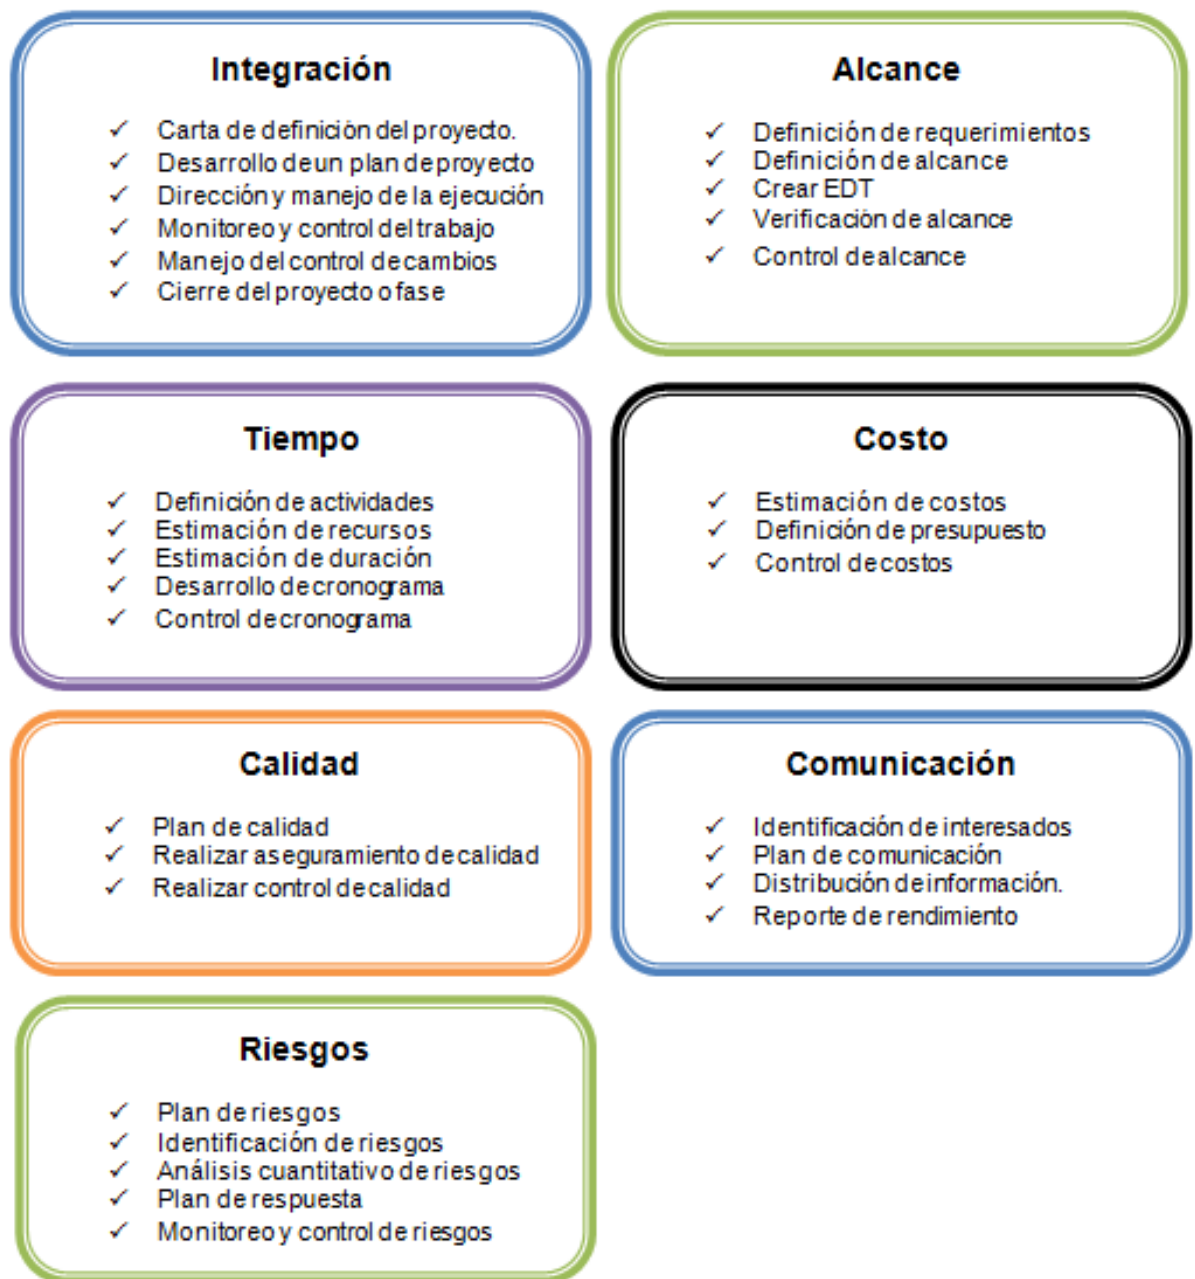 Integración
✓ Carta de definición del proyecto.
✓ Desarrollo de un plan de proyecto
✓ Dirección y manejo de la ejecución
✓ Monitoreo y control del trabajo
✓ Manejo del control de cambios
✓ Cierre del proyecto o fase
Alcance
✓ Definición de requerimientos
✓ Definición de alcance
✓ Crear EDT
✓ Verificación de alcance
✓ Control de alcance
Tiempo
✓ Definición de actividades
✓ Estimación de recursos
✓ Estimación de duración
✓ Desarrollo de cronograma
✓ Control de cronograma
Costo
✓ Estimación de costos
✓ Definición de presupuesto
✓ Control de costos
Calidad
✓ Plan de calidad
✓ Realizar aseguramiento de calidad
✓ Realizar control de calidad
Comunicación
✓ Identificación de interesados
✓ Plan de comunicación
✓ Distribución de información.
✓ Reporte de rendimiento
Riesgos
✓ Plan de riesgos
✓ Identificación de riesgos
✓ Análisis cuantitativo de riesgos
✓ Plan de respuesta
✓ Monitoreo y control de riesgos